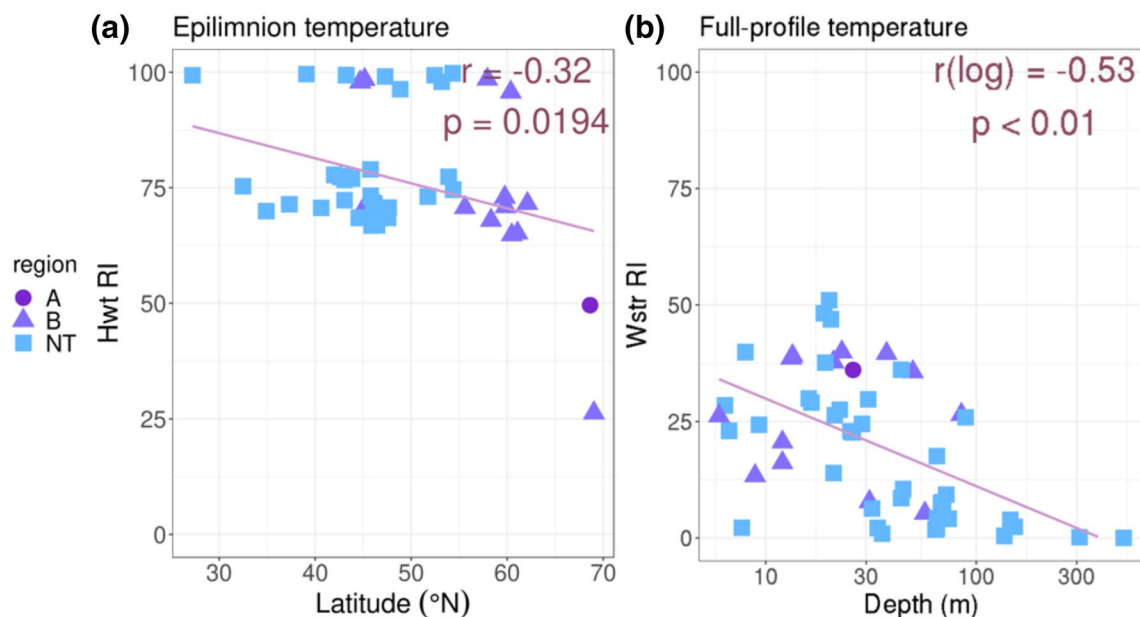 (a) Epilimnion temperature
r = -0.32
p = 0.0194
100
75
50
25
0
Hwt RI
30 40 50 60 70
Latitude (°N)
region
A
B
NT
(b) Full-profile temperature
r(log) = -0.53
p < 0.01
100
75
50
25
0
Wstr RI
10 30 100 300
Depth (m)